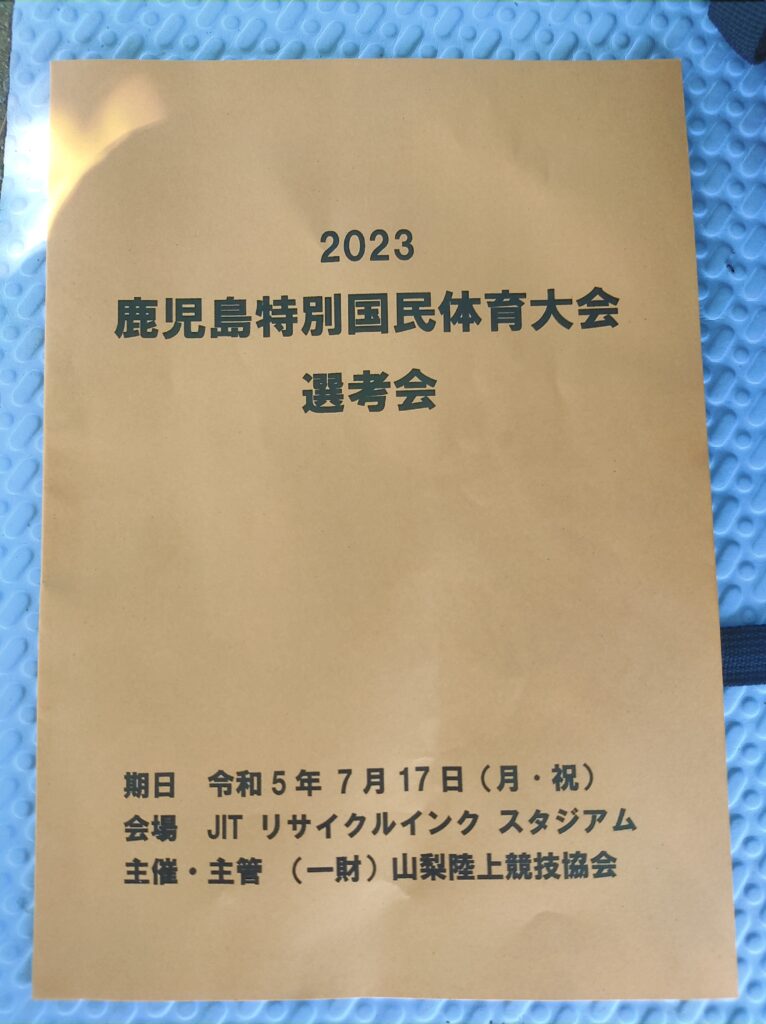 2023
鹿児島特別国民体育大会
選考会
期日 令和5年 7月17日(月・祝)
会場 JIT リサイクルインク スタジアム
主催・主管 (一財)山梨陸上競技協会